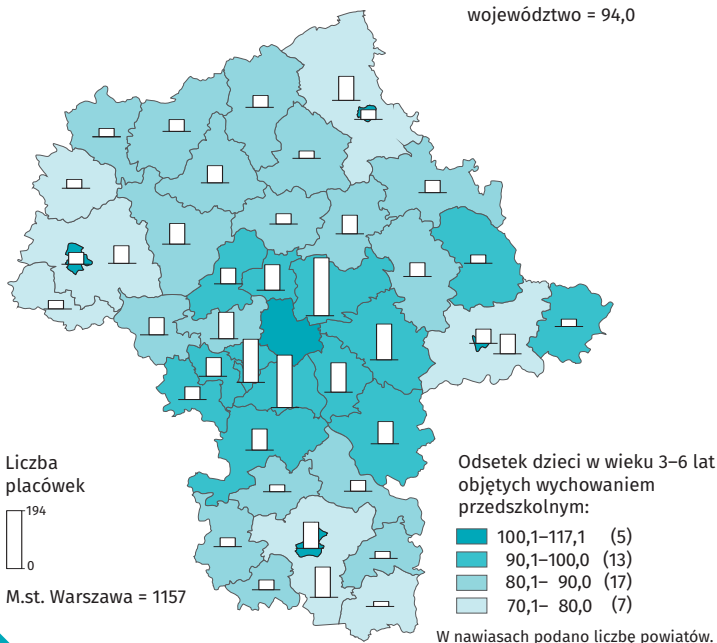 województwo = 94,0
Liczba
placówek
194
0
M.st. Warszawa = 1157
Odsetek dzieci w wieku 3–6 lat
objętych wychowaniem
przedszkolnym:
100,1–117,1 (5)
90,1–100,0 (13)
80,1– 90,0 (17)
70,1– 80,0 (7)
W nawiasach podano liczbę powiatów.